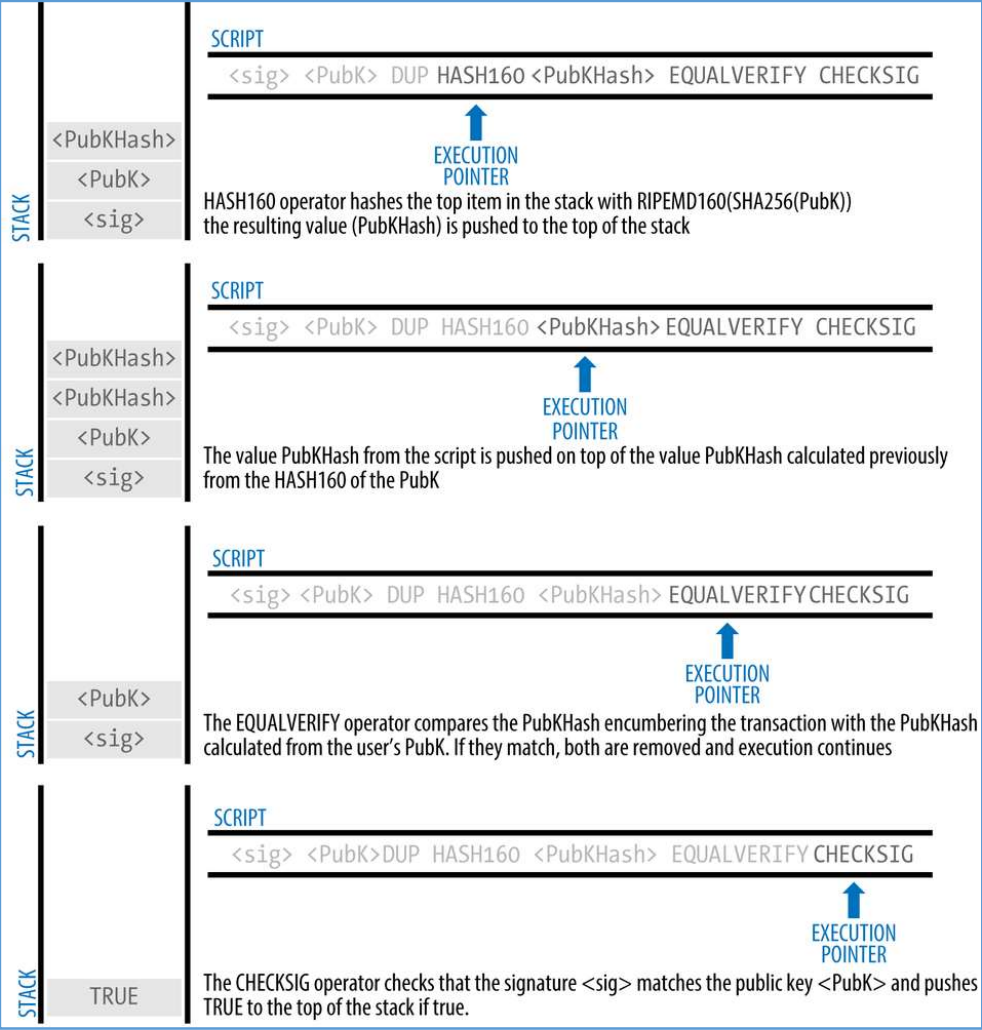 SCRIPT
<sig> <PubK> DUP HASH160 <PubKHash> EQUALVERIFY CHECKSIG
<PubKHash>
<PubK>
<sig>
STACK
EXECUTION
POINTER
HASH160 operator hashes the top item in the stack with RIPEMD160(SHA256(PubK))
the resulting value (PubKHash) is pushed to the top of the stack
SCRIPT
<sig> <PubK> DUP HASH160 <PubKHash> EQUALVERIFY CHECKSIG
<PubKHash>
<PubKHash>
<PubK>
<sig>
STACK
EXECUTION
POINTER
The value PubKHash from the script is pushed on top of the value PubKHash calculated previously
from the HASH160 of the PubK
SCRIPT
<sig> <PubK> DUP HASH160 <PubKHash> EQUALVERIFY CHECKSIG
<PubK>
<sig>
STACK
EXECUTION
POINTER
The EQUALVERIFY operator compares the PubKHash encumbering the transaction with the PubKHash
calculated from the user's PubK. If they match, both are removed and execution continues
SCRIPT
<sig> <PubK> DUP HASH160 <PubKHash> EQUALVERIFY CHECKSIG
TRUE
STACK
EXECUTION
POINTER
The CHECKSIG operator checks that the signature <sig> matches the public key <PubK> and pushes
TRUE to the top of the stack if true.